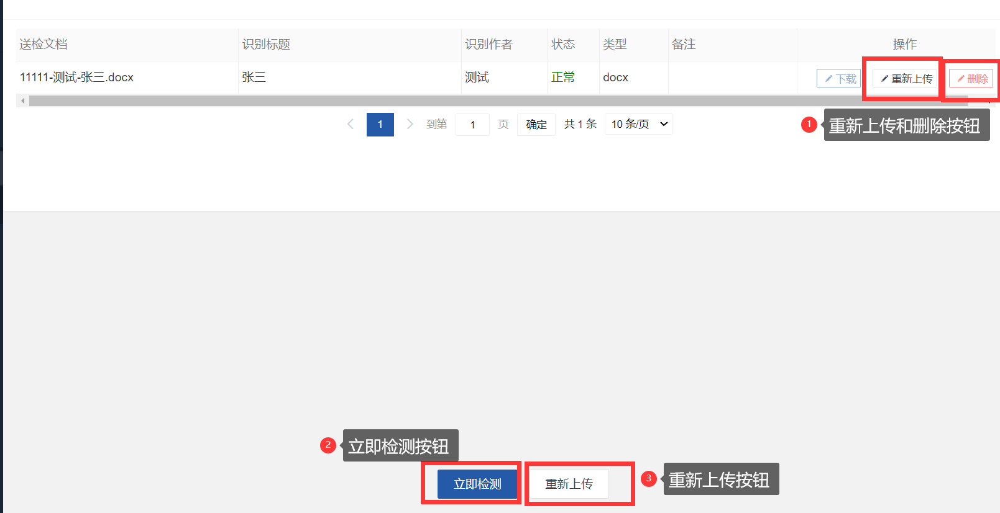 送检文档 识别标题 识别作者 状态 类型 备注 操作
11111-测试-张三.docx 张三 测试 正常 docx 下载 重新上传 删除
1 到第 1 页 确定 共 1 条 10 条/页
1 重新上传和删除按钮
2 立即检测按钮
立即检测 重新上传
3 重新上传按钮